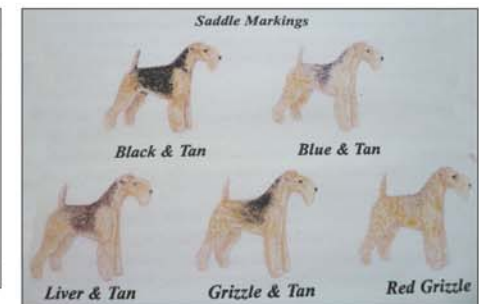 Saddle Markings
Black & Tan
Blue & Tan
Liver & Tan
Grizzle & Tan
Red Grizzle